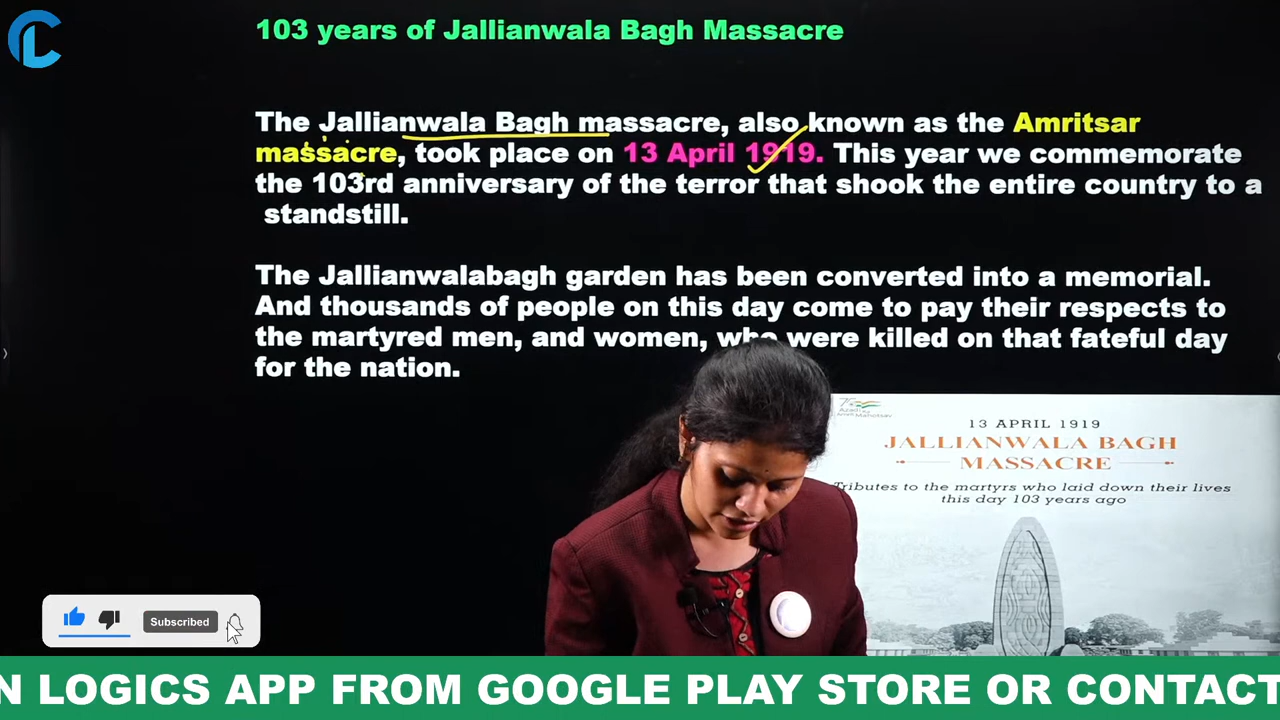 103 years of Jallianwala Bagh Massacre
The Jallianwala Bagh massacre, also known as the Amritsar
massacre, took place on 13 April 1919. This year we commemorate
the 103rd anniversary of the terror that shook the entire country to a
standstill.
The Jallianwalabagh garden has been converted into a memorial.
And thousands of people on this day come to pay their respects to
the martyred men, and women, who were killed on that fateful day
for the nation.
Azadi
Amrit Mahotsav
13 APRIL 1919
JALLIANWALA BAGH
MASSACRE
Tributes to the martyrs who laid down their lives
this day 103 years ago
Subscribed
N LOGICS APP FROM GOOGLE PLAY STORE OR CONTACT